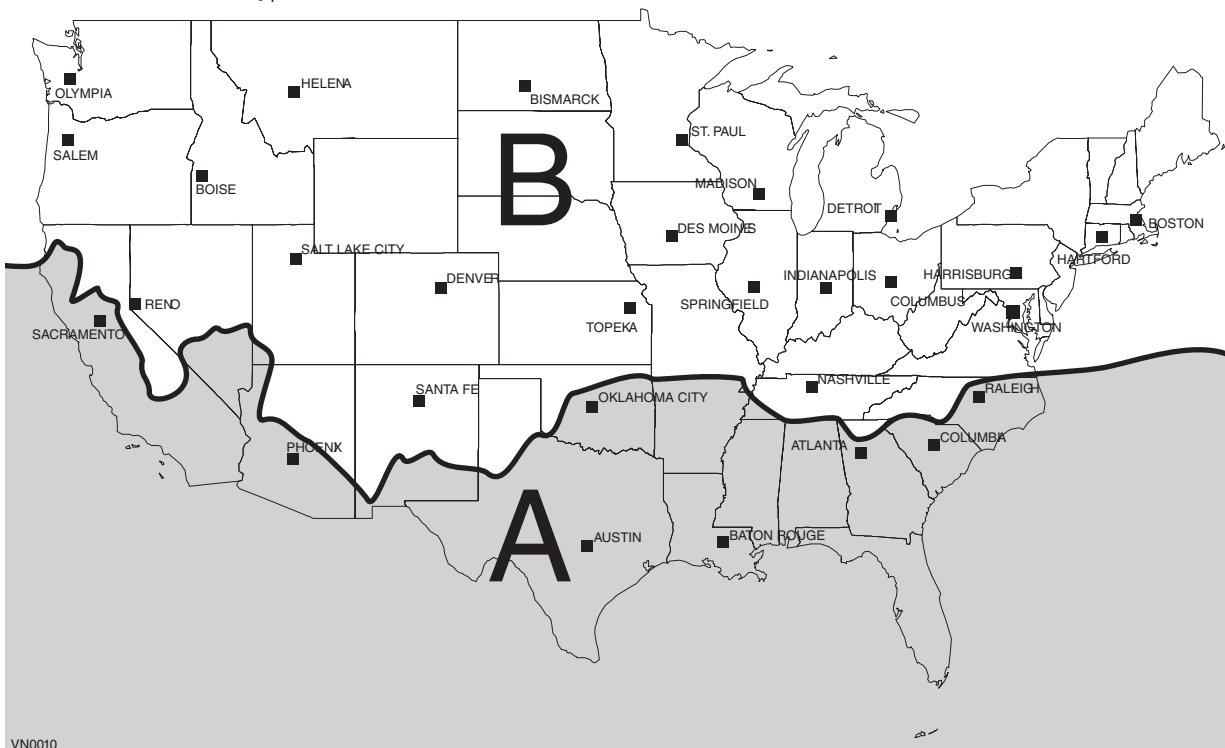 OLYMPIA
HELENA
BISMARCK
SALEM
ST. PAUL
BOISE
B
MADISON
DETROIT
BOSTON
DES MOINES
SALT LAKE CITY
HARTFORD
DENVER
INDIANAPOLIS
HARRISBURG
RENO
SPRINGFIELD
COLUMBUS
TOPEKA
WASHINGTON
SACRAMENTO
NASHVILLE
SANTA FE
RALEIGH
OKLAHOMA CITY
PHOENIX
ATLANTA
COLUMBIA
A
AUSTIN
BATON ROUGE
VN0010